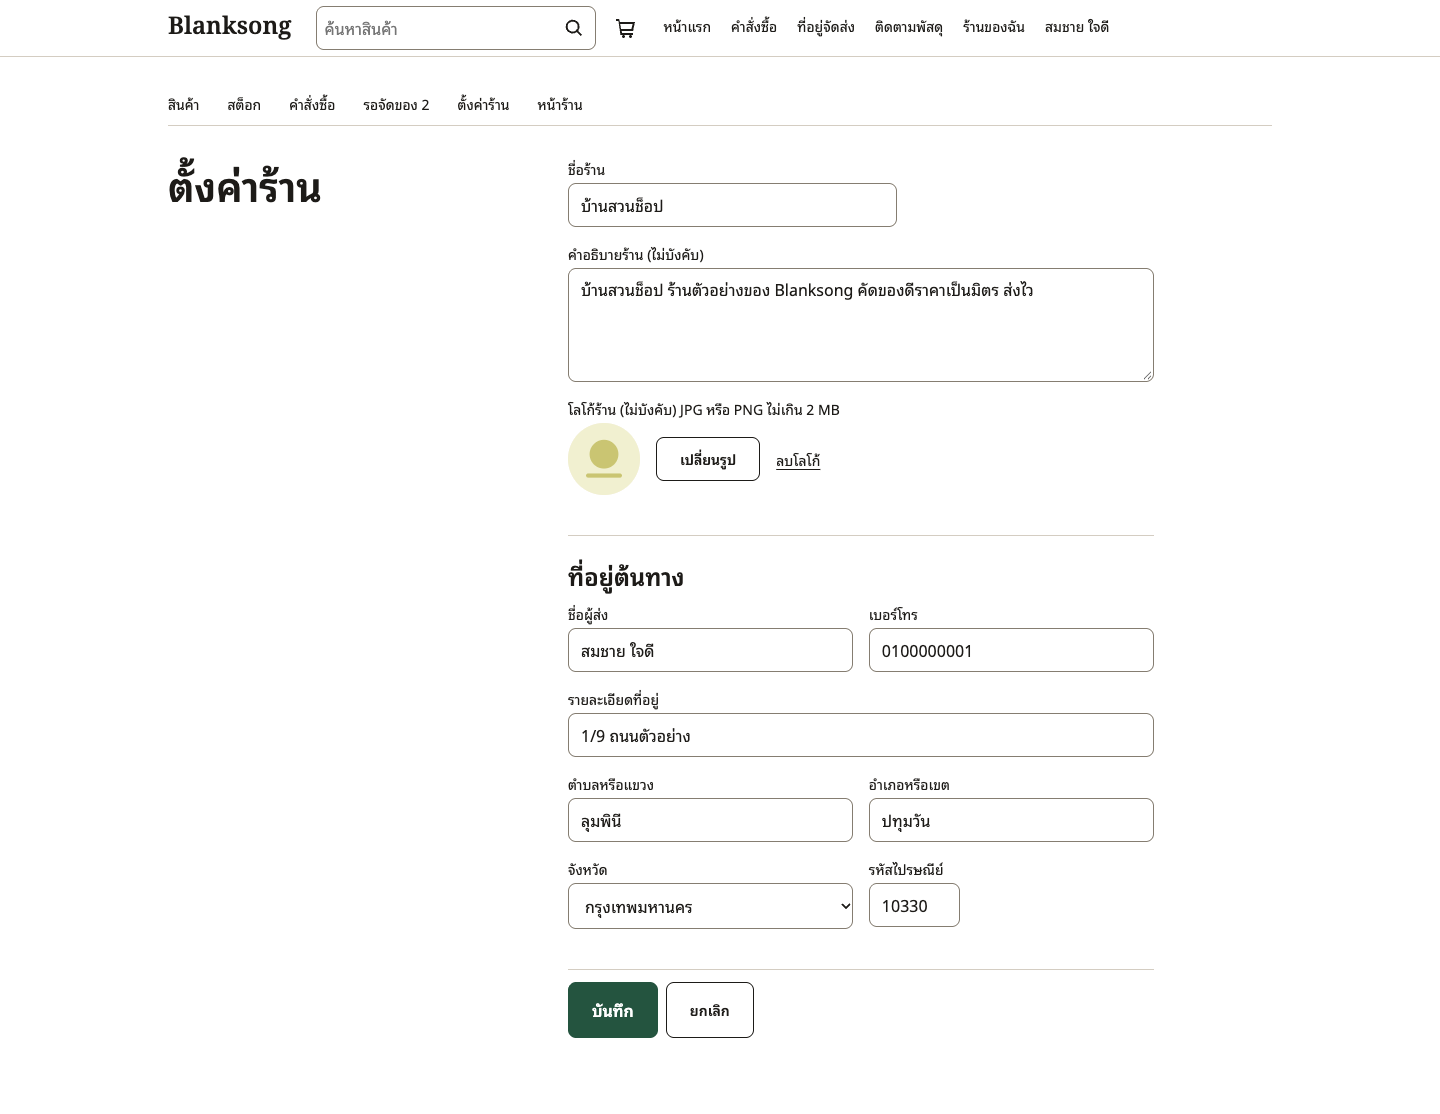 Blanksong
ค้นหาสินค้า
หน้าแรก คำสั่งซื้อ ที่อยู่จัดส่ง ติดตามพัสดุ ร้านของฉัน สมชาย ใจดี
สินค้า สต็อก คำสั่งซื้อ รอจัดของ 2 ตั้งค่าร้าน หน้าร้าน
ตั้งค่าร้าน
ชื่อร้าน
บ้านสวนช็อป
คำอธิบายร้าน (ไม่บังคับ)
บ้านสวนช็อป ร้านตัวอย่างของ Blanksong คัดของดีราคาเป็นมิตร ส่งไว
โลโก้ร้าน (ไม่บังคับ) JPG หรือ PNG ไม่เกิน 2 MB
เปลี่ยนรูป ลบโลโก้
ที่อยู่ต้นทาง
ชื่อผู้ส่ง เบอร์โทร
สมชาย ใจดี 0100000001
รายละเอียดที่อยู่
1/9 ถนนตัวอย่าง
ตำบลหรือแขวง อำเภอหรือเขต
ลุมพินี ปทุมวัน
จังหวัด รหัสไปรษณีย์
กรุงเทพมหานคร 10330
บันทึก ยกเลิก